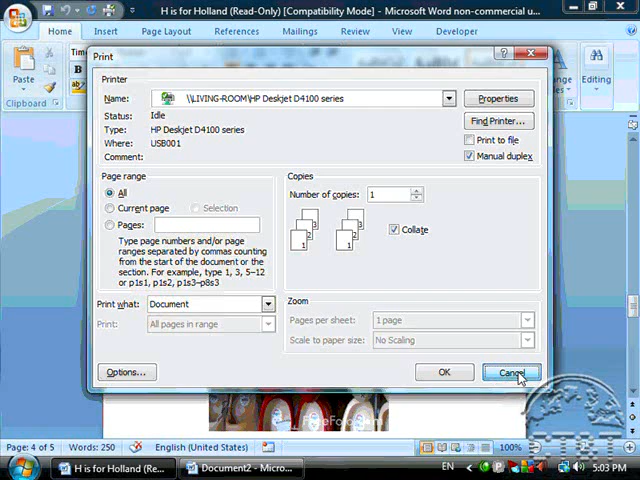 H is for Holland (Read-Only) [Compatibility Mode] - Microsoft Word non-commercial u...
Home Insert Page Layout References Mailings Review View Developer
Paste
Clipboard
Editing
Print
Printer
Name: \\LIVING-ROOM\HP Deskjet D4100 series
Properties
Status: Idle
Find Printer...
Type: HP Deskjet D4100 series
Print to file
Where: USB001
Manual duplex
Comment:
Page range
All
Current page Selection
Pages:
Type page numbers and/or page
ranges separated by commas counting
from the start of the document or the
section. For example, type 1, 3, 5–12
or p1s1, p1s2, p1s3–p8s3
Copies
Number of copies: 1
Collate
Print what: Document
Print: All pages in range
Zoom
Pages per sheet: 1 page
Scale to paper size: No Scaling
Options...
OK
Cancel
Page: 4 of 5 Words: 250 English (United States) 100%
H is for Holland (Re... Document2 - Micro... EN 5:03 PM